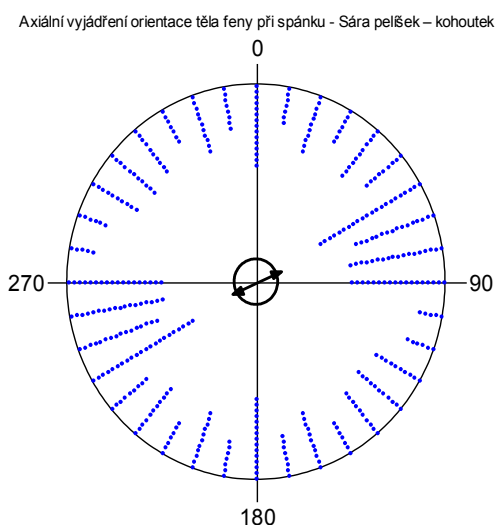 Axiální vyjádření orientace těla feny při spánku - Sára pelíšek – kohoutek
0
270
90
180